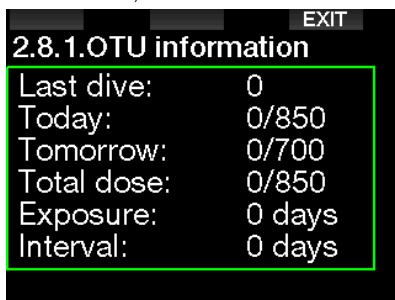 EXIT
2.8.1.OTU information
Last dive: 0
Today: 0/850
Tomorrow: 0/700
Total dose: 0/850
Exposure: 0 days
Interval: 0 days